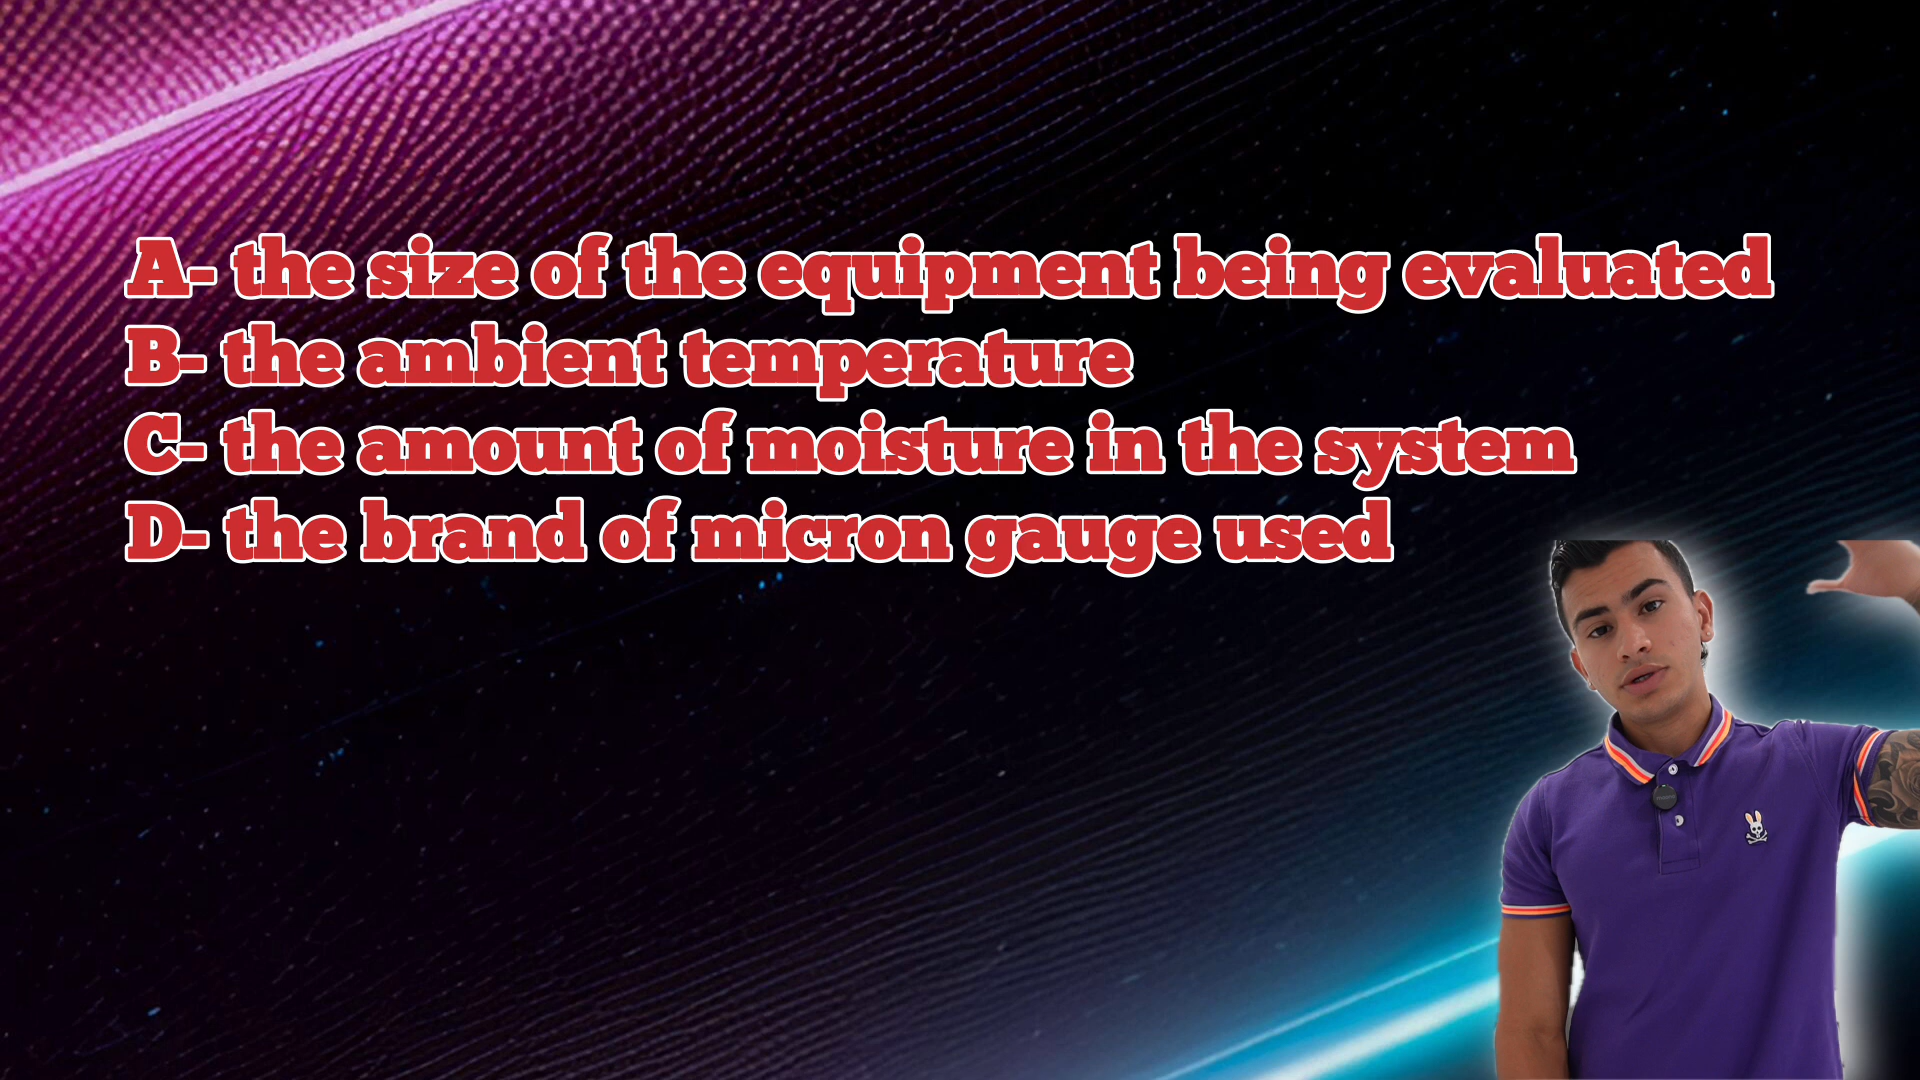 A- the size of the equipment being evaluated
B- the ambient temperature
C- the amount of moisture in the system
D- the brand of micron gauge used